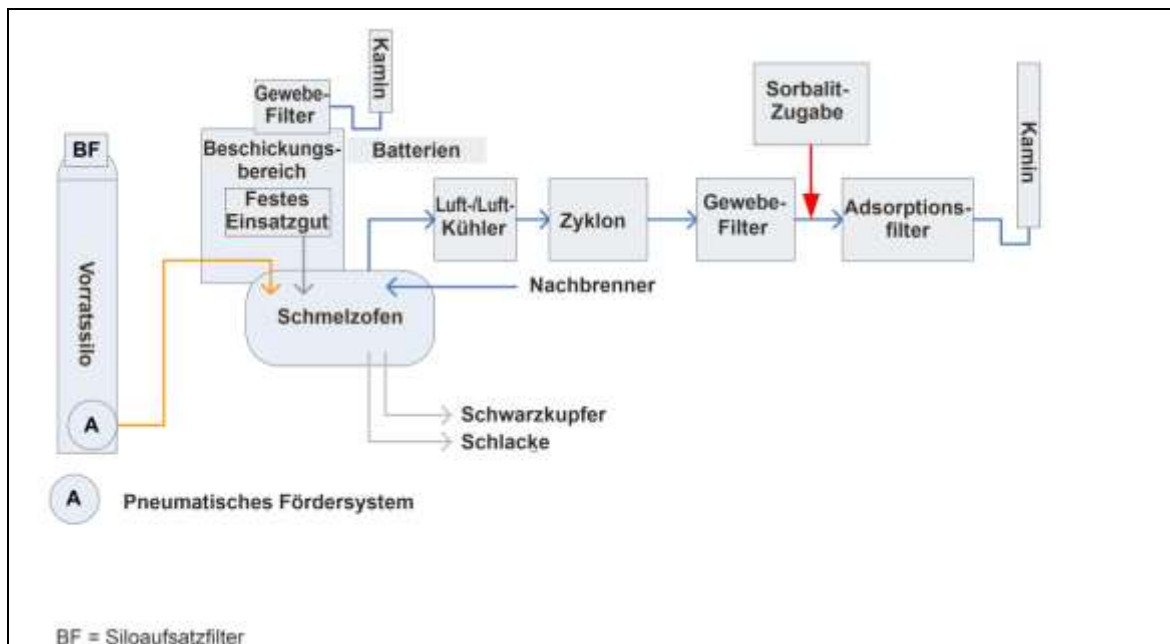 Kamin
Gewebe-
Filter
BF
Beschickungs-
bereich
Batterien
Festes
Einsatzgut
Vorratssilo
A
Schmelzofen
Luft-/Luft-
Kühler
Zyklon
Gewebe-
Filter
Sorbalit-
Zugabe
Adsorptions-
filter
Kamin
Nachbrenner
Schwarzkupfer
Schlacke
A
Pneumatisches Fördersystem
BF = Siloaufsatzfilter